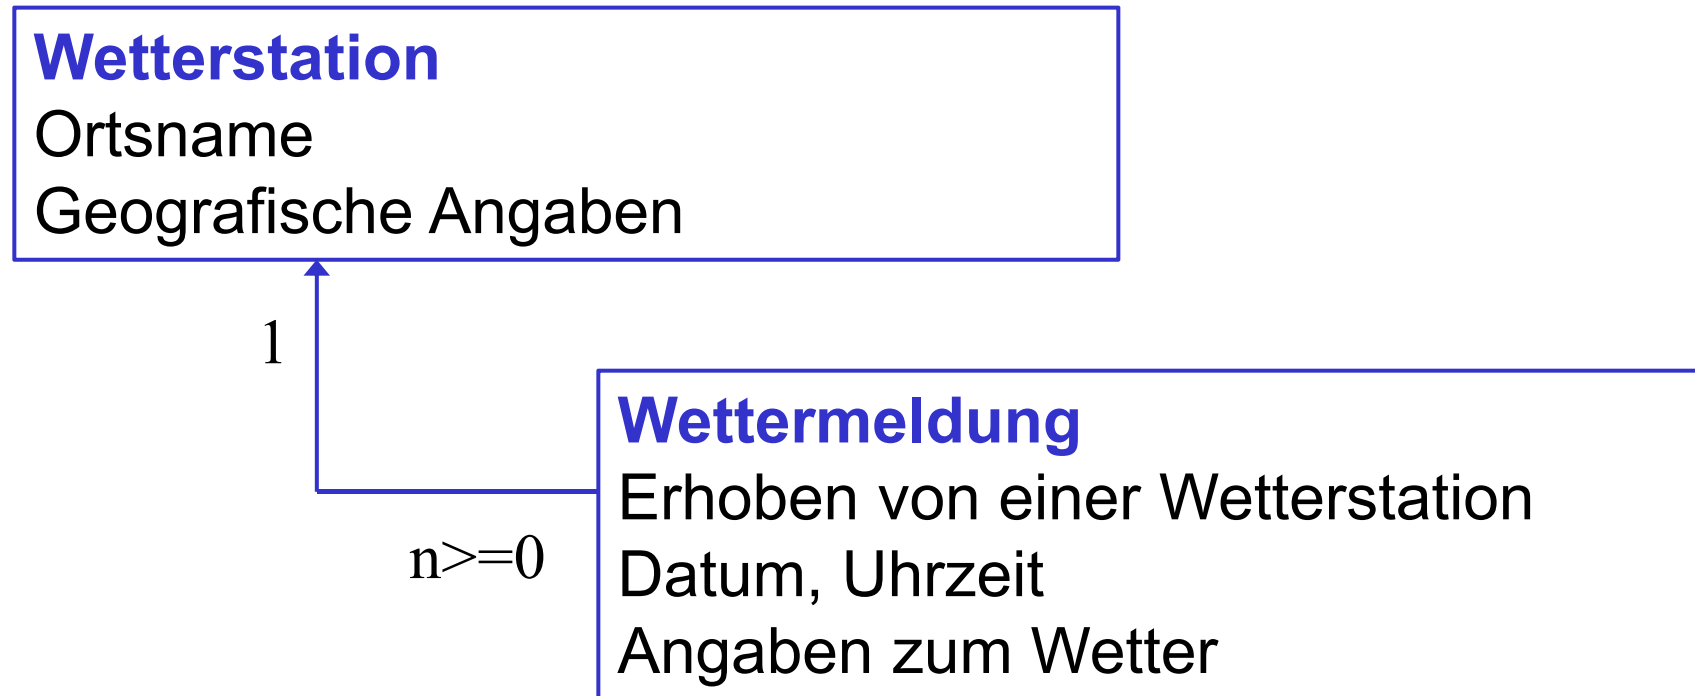 Wetterstation
Ortsname
Geografische Angaben
1
Wettermeldung
Erhoben von einer Wetterstation
n>=0
Datum, Uhrzeit
Angaben zum Wetter